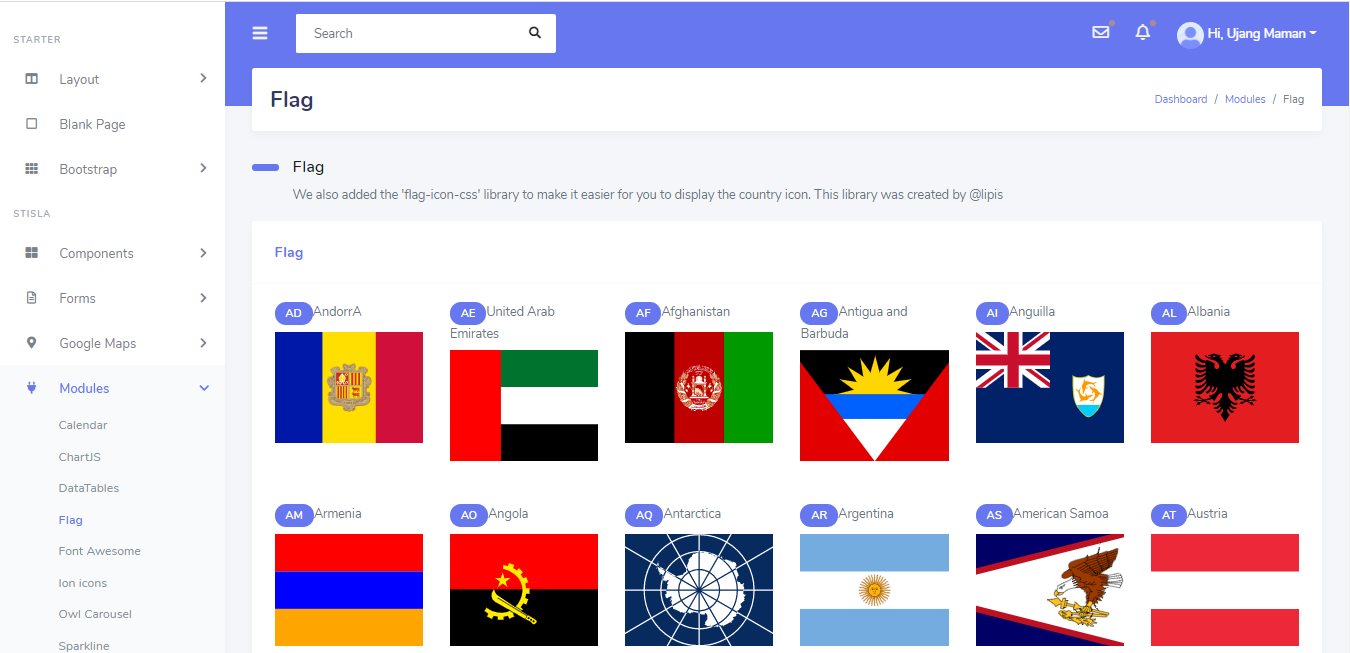 STARTER
Layout
Blank Page
Bootstrap
STISLA
Components
Forms
Google Maps
Modules
Calendar
ChartJS
DataTables
Flag
Font Awesome
Ion icons
Owl Carousel
Sparkline
Search
Hi, Ujang Maman
Flag
Dashboard / Modules / Flag
Flag
We also added the 'flag-icon-css' library to make it easier for you to display the country icon. This library was created by @lipis
Flag
AD AndorrA
AE United Arab
Emirates
AF Afghanistan
AG Antigua and
Barbuda
AI Anguilla
AL Albania
AM Armenia
AO Angola
AQ Antarctica
AR Argentina
AS American Samoa
AT Austria